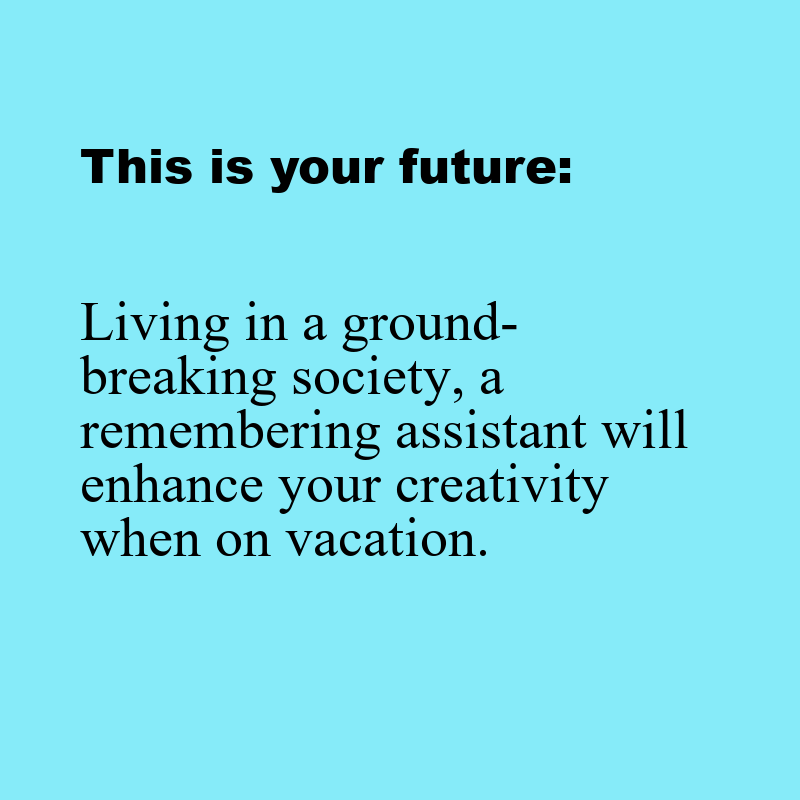 This is your future:
Living in a ground-
breaking society, a
remembering assistant will
enhance your creativity
when on vacation.